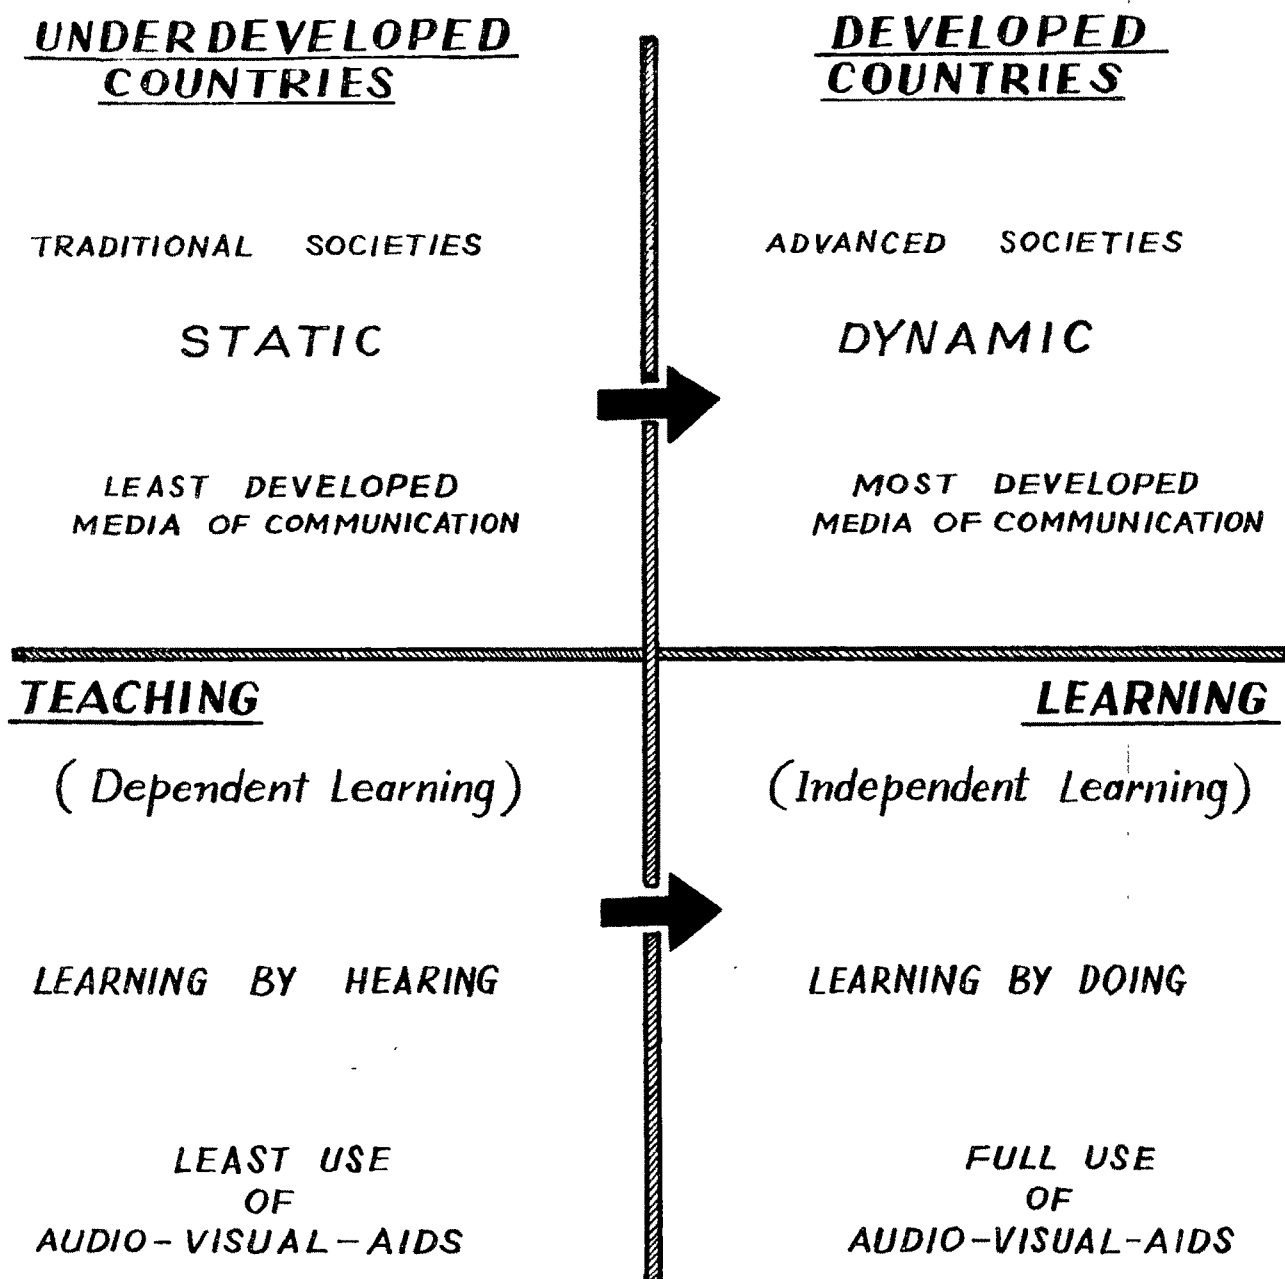 UNDERDEVELOPED
COUNTRIES
TRADITIONAL SOCIETIES
STATIC
LEAST DEVELOPED
MEDIA OF COMMUNICATION
DEVELOPED
COUNTRIES
ADVANCED SOCIETIES
DYNAMIC
MOST DEVELOPED
MEDIA OF COMMUNICATION
TEACHING
(Dependent Learning)
LEARNING BY HEARING
LEAST USE
OF
AUDIO-VISUAL-AIDS
LEARNING
(Independent Learning)
LEARNING BY DOING
FULL USE
OF
AUDIO-VISUAL-AIDS